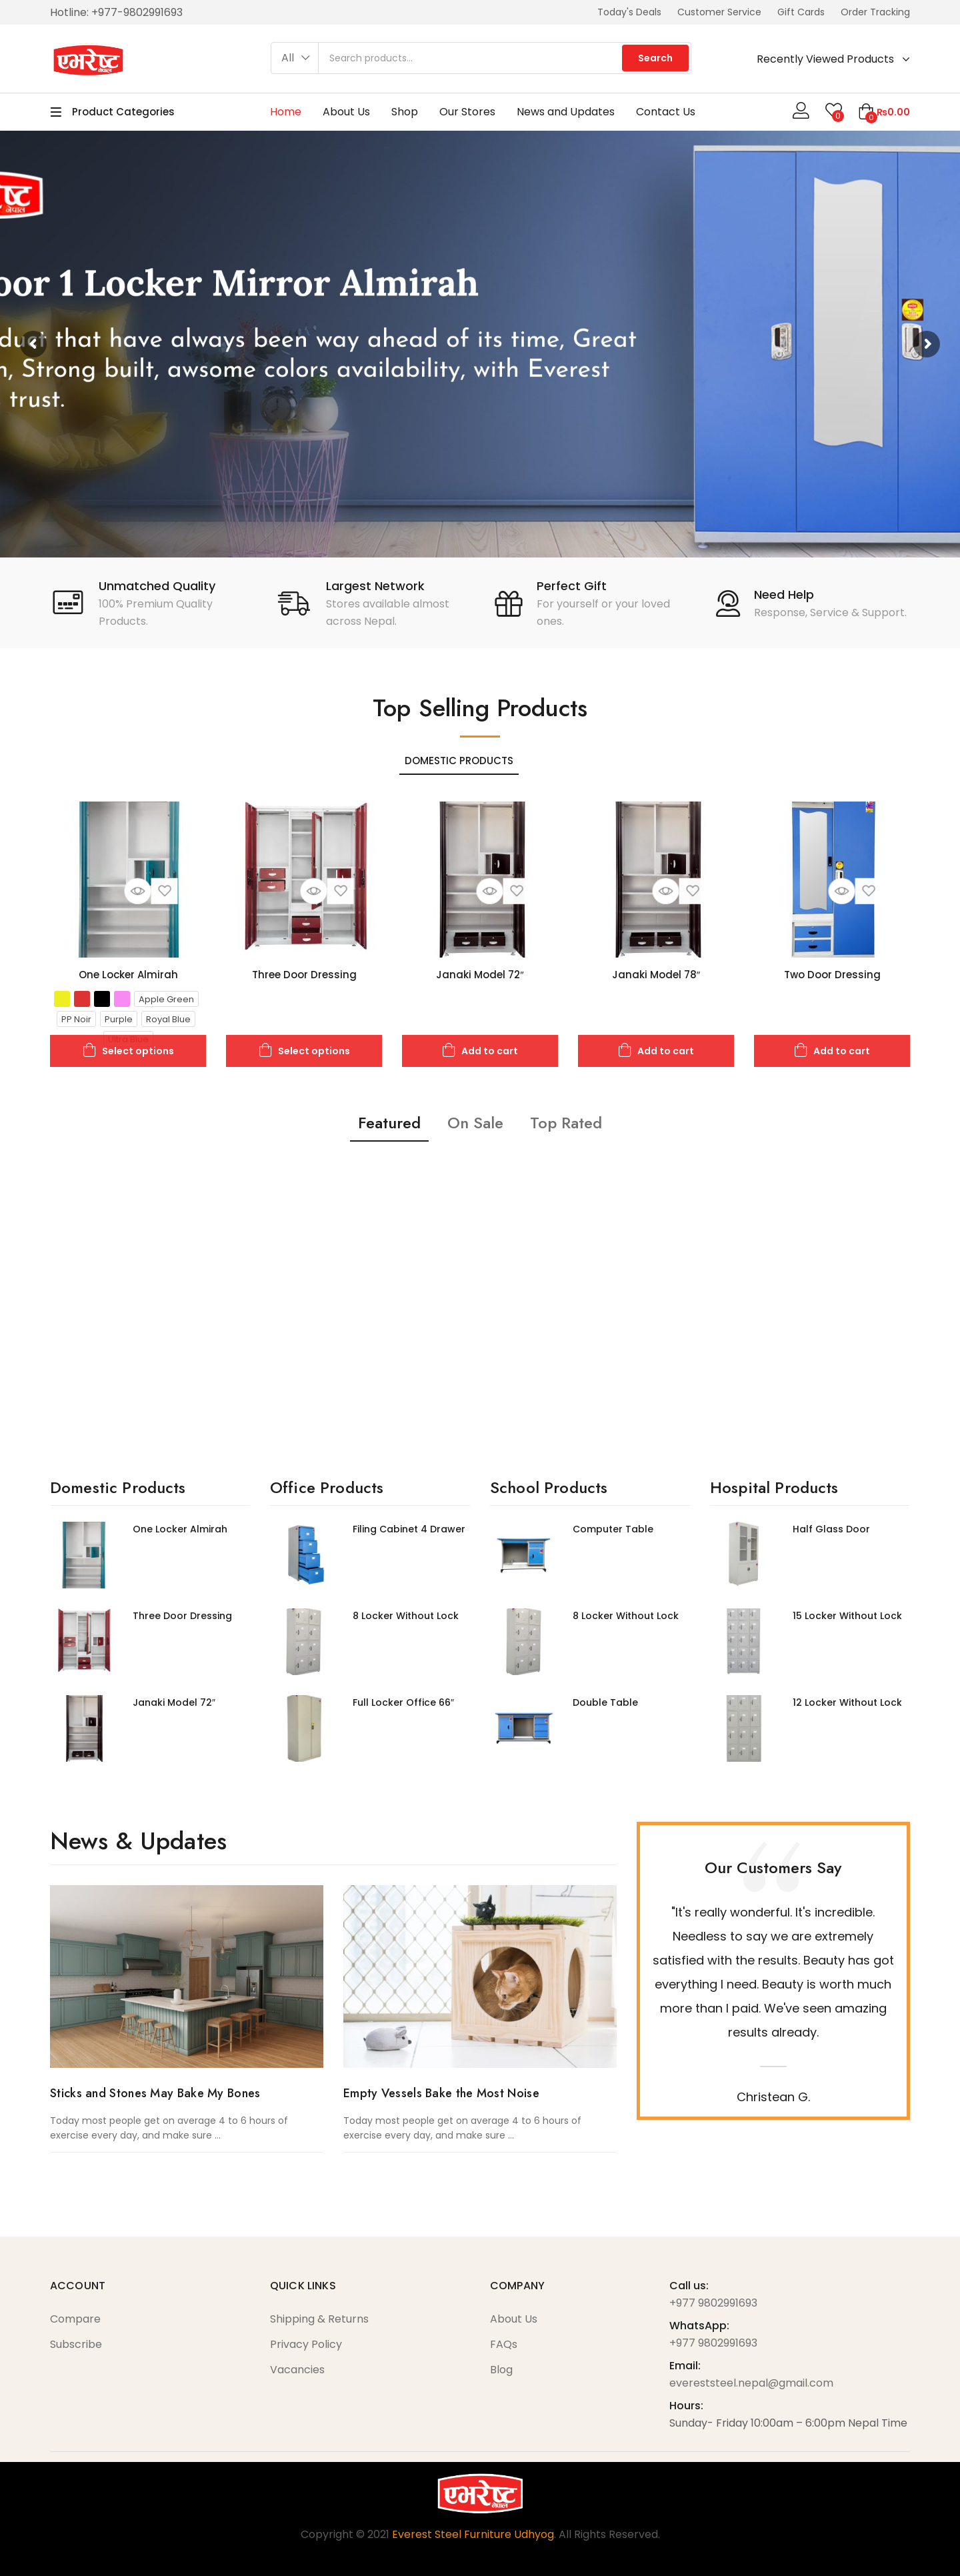 Hotline: +977-9802991693
Today's Deals Customer Service Gift Cards Order Tracking
एभरेष्ट
नेपाल
All
Search products...
Search
Recently Viewed Products
Product Categories
Home About Us Shop Our Stores News and Updates Contact Us
0
0
₨0.00
ष्ट
नेपाल
oor 1 Locker Mirror Almirah
duct that have always been way ahead of its time, Great
n, Strong built, awsome colors availability, with Everest
trust.
Unmatched Quality
100% Premium Quality
Products.
Largest Network
Stores available almost
across Nepal.
Perfect Gift
For yourself or your loved
ones.
Need Help
Response, Service & Support.
Top Selling Products
DOMESTIC PRODUCTS
One Locker Almirah
Apple Green
PP Noir Purple Royal Blue
Select options
Three Door Dressing
Select options
Janaki Model 72″
Add to cart
Janaki Model 78″
Add to cart
Two Door Dressing
Add to cart
Featured On Sale Top Rated
Domestic Products
One Locker Almirah
Three Door Dressing
Janaki Model 72″
Office Products
Filing Cabinet 4 Drawer
8 Locker Without Lock
Full Locker Office 66″
School Products
Computer Table
8 Locker Without Lock
Double Table
Hospital Products
Half Glass Door
15 Locker Without Lock
12 Locker Without Lock
News & Updates
Sticks and Stones May Bake My Bones
Today most people get on average 4 to 6 hours of
exercise every day, and make sure ...
Empty Vessels Bake the Most Noise
Today most people get on average 4 to 6 hours of
exercise every day, and make sure ...
Our Customers Say
"It's really wonderful. It's incredible.
Needless to say we are extremely
satisfied with the results. Beauty has got
everything I need. Beauty is worth much
more than I paid. We've seen amazing
results already.
Christean G.
ACCOUNT
Compare
Subscribe
QUICK LINKS
Shipping & Returns
Privacy Policy
Vacancies
COMPANY
About Us
FAQs
Blog
Call us:
+977 9802991693
WhatsApp:
+977 9802991693
Email:
evereststeel.nepal@gmail.com
Hours:
Sunday- Friday 10:00am – 6:00pm Nepal Time
एभरेष्ट
नेपाल
Copyright © 2021 Everest Steel Furniture Udhyog. All Rights Reserved.